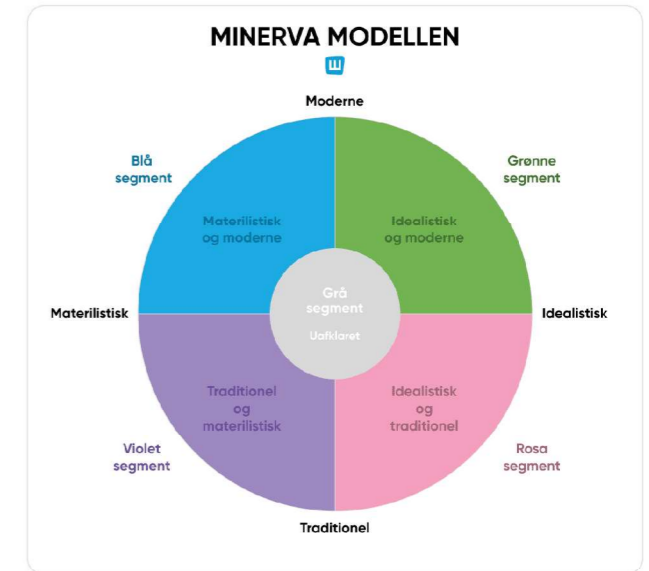 MINERVA MODELLEN
Moderne
Blå
segment
Grønne
segment
Materilistisk
og moderne
Idealistisk
og moderne
Grå
segment
Uafklaret
Materilistisk
Idealistisk
Traditionel
og
materilistisk
Idealistisk
og
traditionel
Violet
segment
Rosa
segment
Traditionel